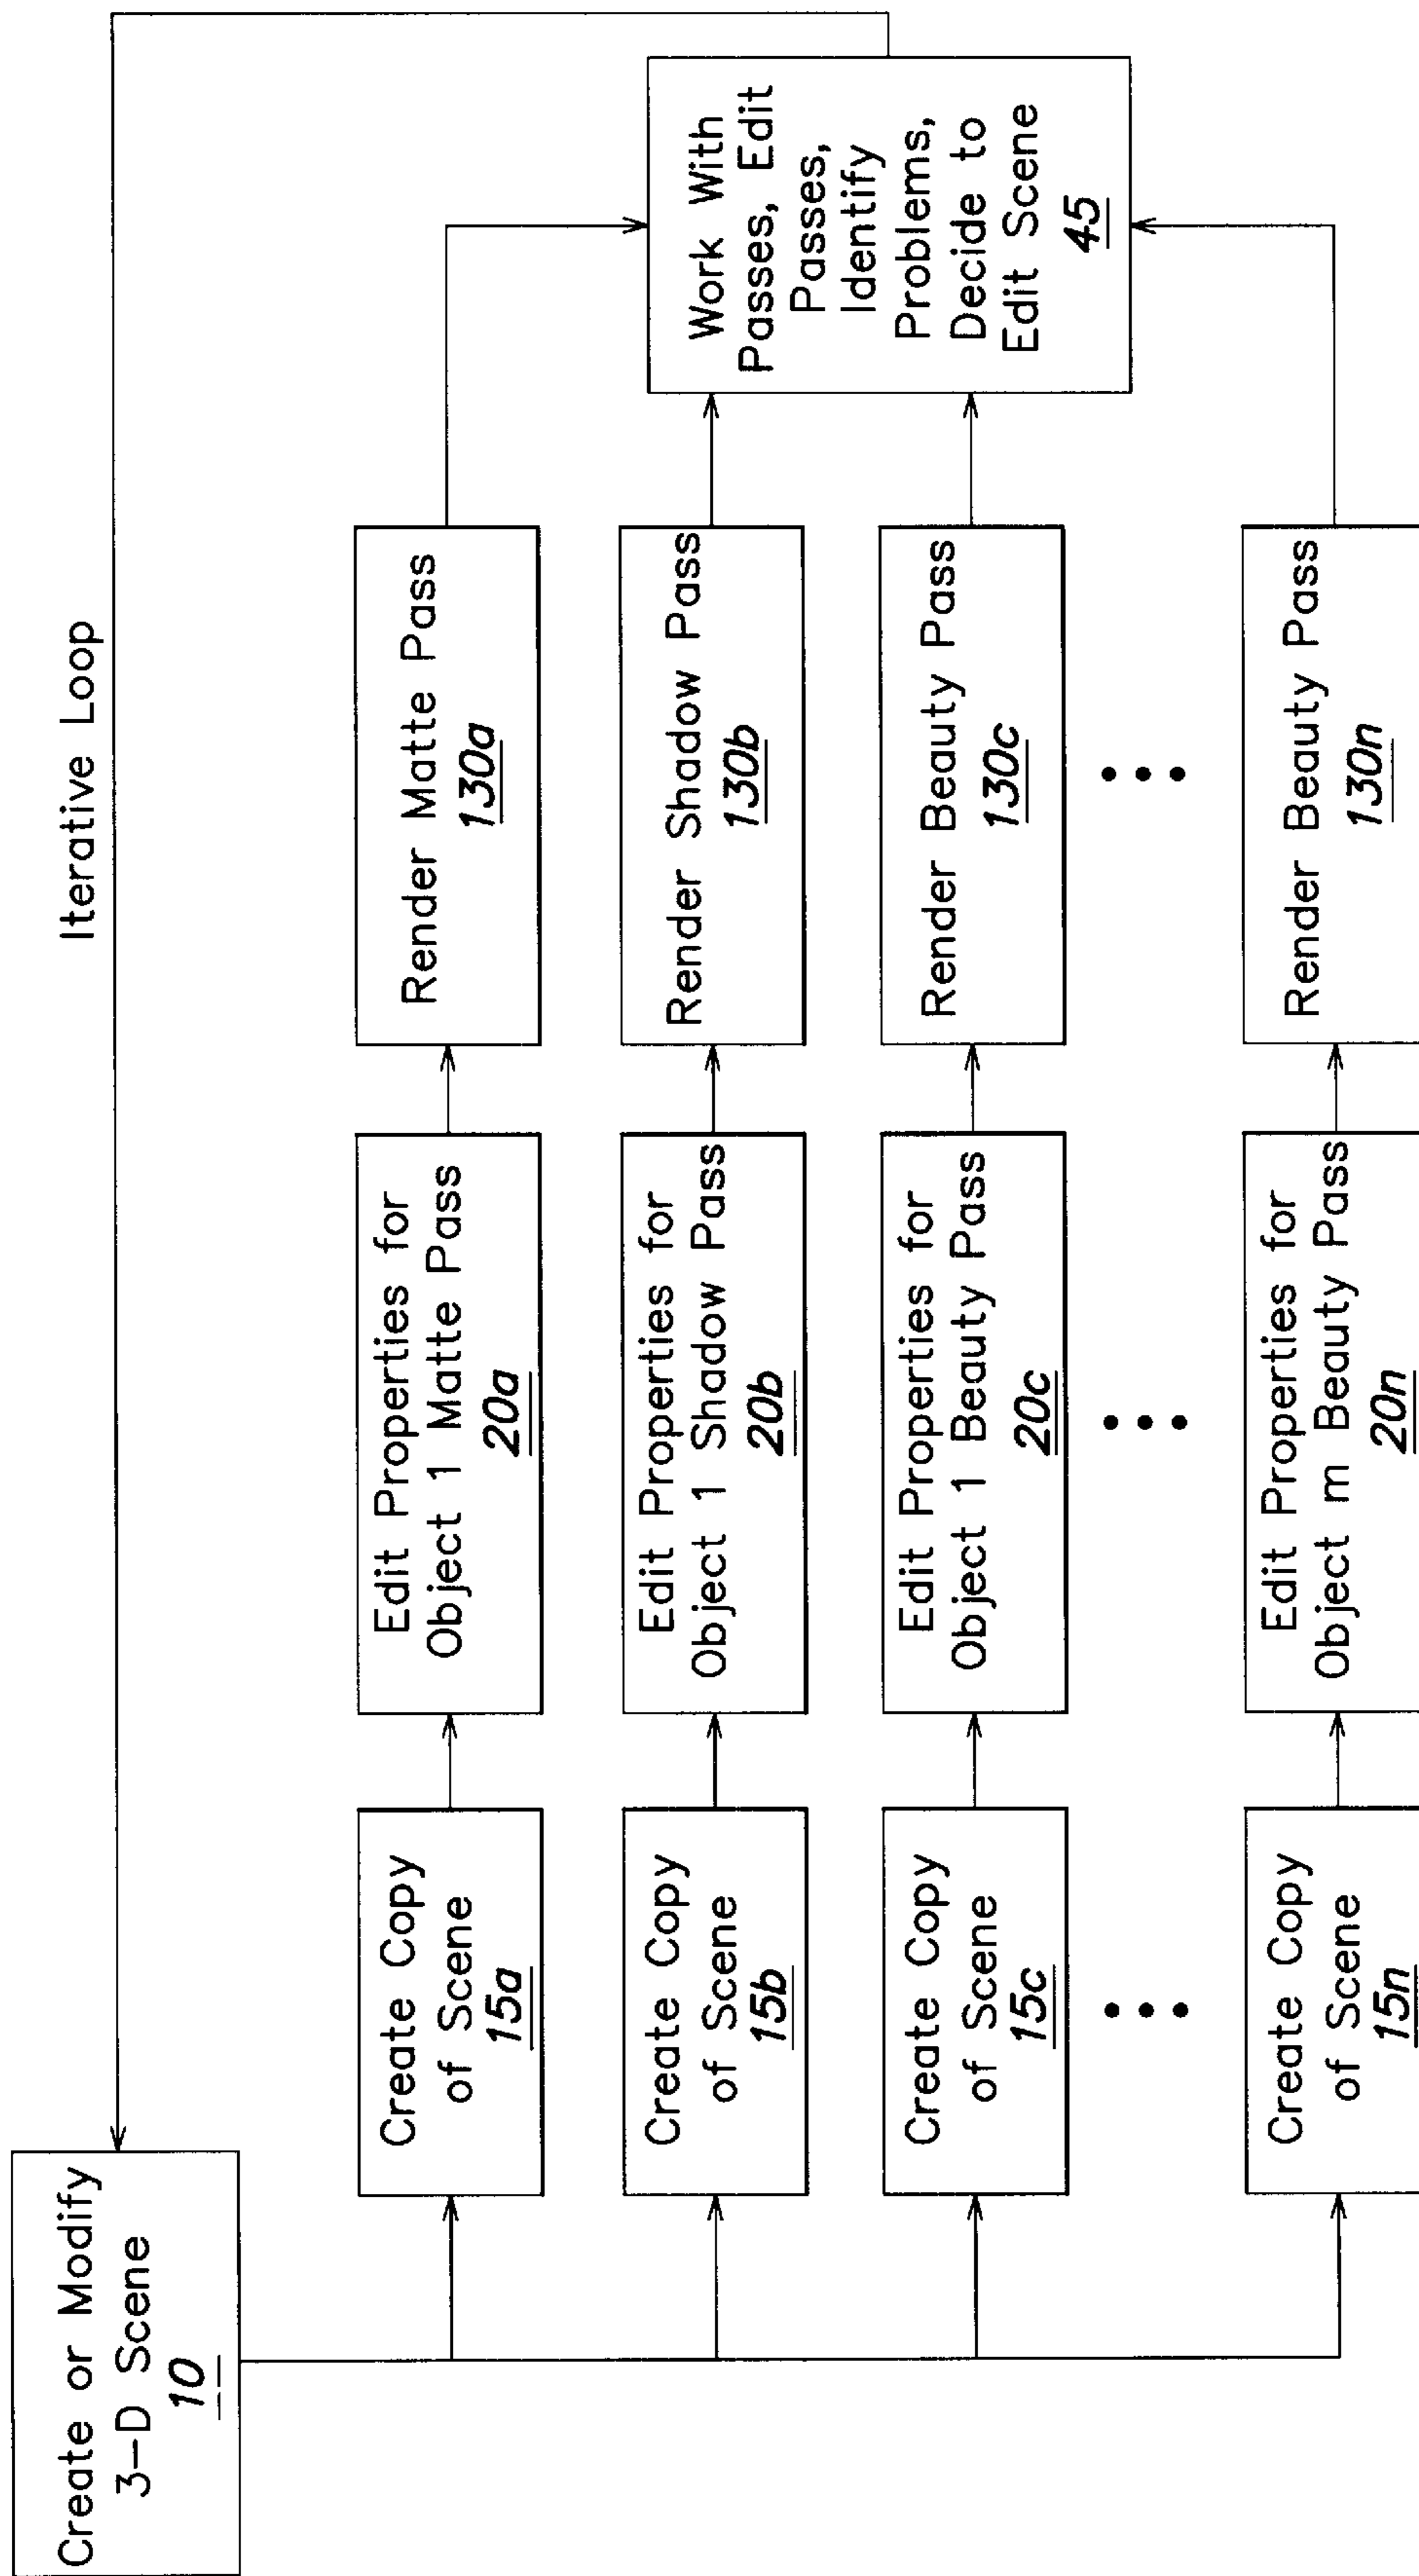 Iterative Loop
Create or Modify
3-D Scene
10
Create Copy
of Scene
15a
Edit Properties for
Object 1 Matte Pass
20a
Render Matte Pass
130a
Create Copy
of Scene
15b
Edit Properties for
Object 1 Shadow Pass
20b
Render Shadow Pass
130b
Create Copy
of Scene
15c
Edit Properties for
Object 1 Beauty Pass
20c
Render Beauty Pass
130c
Create Copy
of Scene
15n
Edit Properties for
Object m Beauty Pass
20n
Render Beauty Pass
130n
Work With
Passes, Edit
Passes,
Identify
Problems,
Decide to
Edit Scene
45